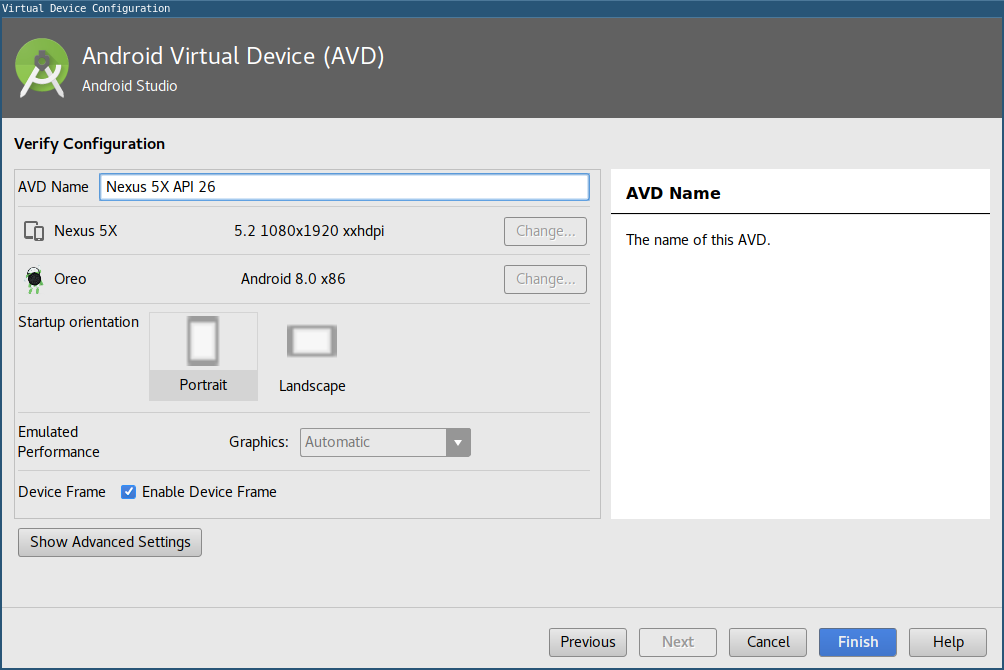 Virtual Device Configuration
Android Virtual Device (AVD)
Android Studio
Verify Configuration
AVD Name Nexus 5X API 26
Nexus 5X 5.2 1080x1920 xxhdpi Change...
Oreo Android 8.0 x86 Change...
Startup orientation
Portrait Landscape
Emulated
Performance
Graphics: Automatic
Device Frame Enable Device Frame
Show Advanced Settings
AVD Name
The name of this AVD.
Previous Next Cancel Finish Help